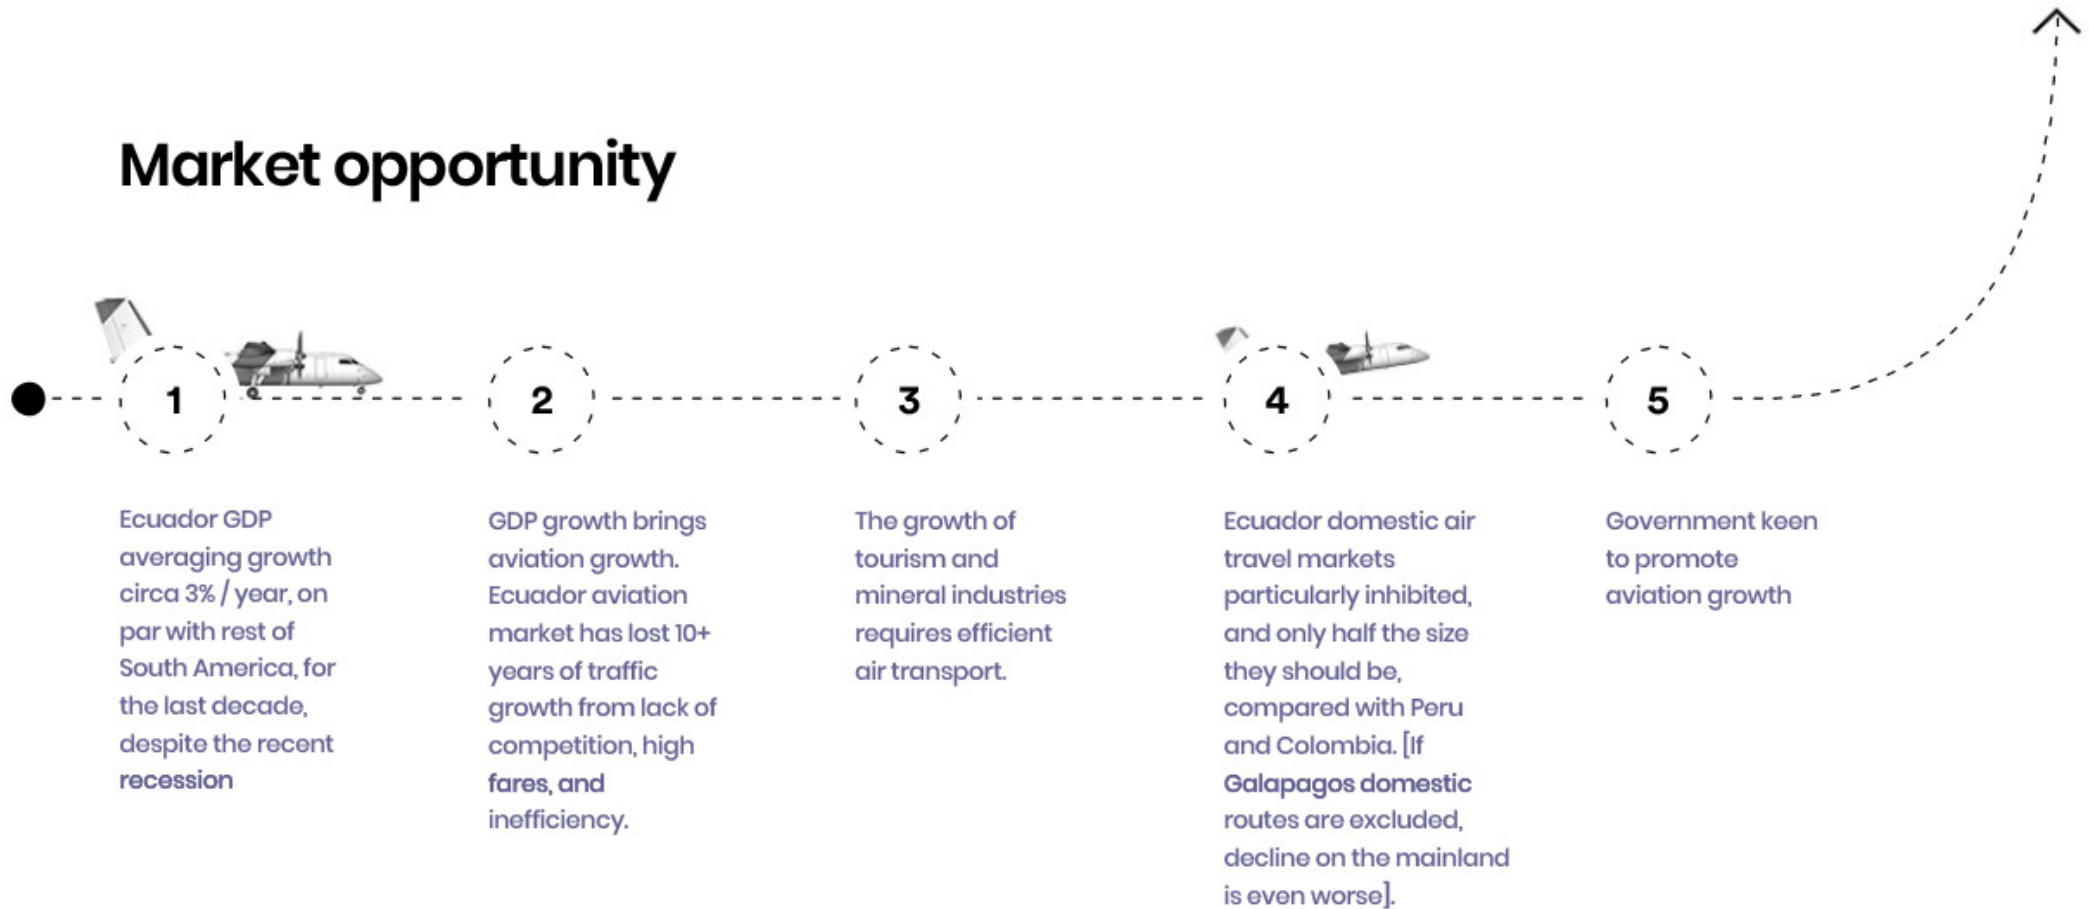 Market opportunity
1
Ecuador GDP
averaging growth
circa 3% / year, on
par with rest of
South America, for
the last decade,
despite the recent
recession
2
GDP growth brings
aviation growth.
Ecuador aviation
market has lost 10+
years of traffic
growth from lack of
competition, high
fares, and
inefficiency.
3
The growth of
tourism and
mineral industries
requires efficient
air transport.
4
Ecuador domestic air
travel markets
particularly inhibited,
and only half the size
they should be,
compared with Peru
and Colombia. [If
Galapagos domestic
routes are excluded,
decline on the mainland
is even worse].
5
Government keen
to promote
aviation growth